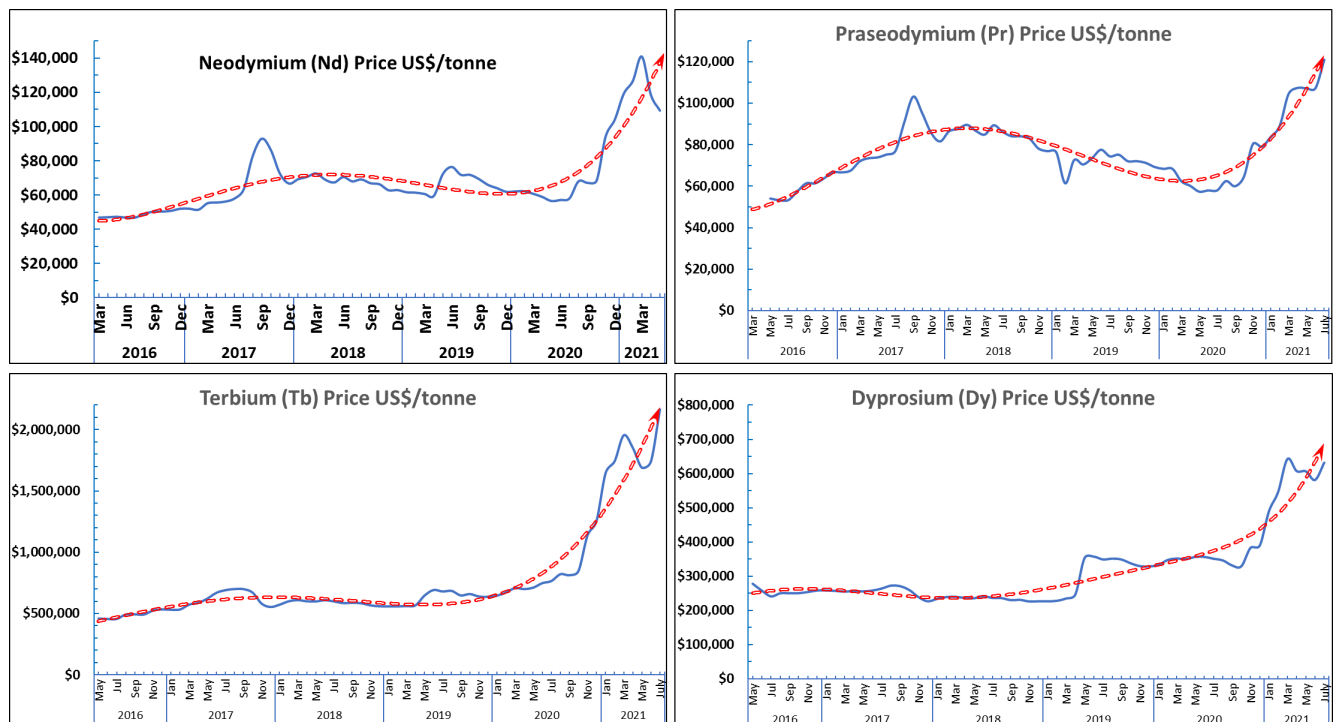 Neodymium (Nd) Price US$/tonne
$140,000
$120,000
$100,000
$80,000
$60,000
$40,000
$20,000
$0
Mar Jun Sep Dec Mar Jun Sep Dec Mar Jun Sep Dec Mar Jun Sep Dec Mar Jun Sep Dec Mar
2016 2017 2018 2019 2020 2021
Praseodymium (Pr) Price US$/tonne
$120,000
$100,000
$80,000
$60,000
$40,000
$20,000
$0
Mar May Jul Sep Nov Jan Mar May Jul Sep Nov Jan Mar May Jul Sep Nov Jan Mar May Jul Sep Nov Jan Mar May Jul Sep Nov Jan Mar May July
2016 2017 2018 2019 2020 2021
Terbium (Tb) Price US$/tonne
$2,000,000
$1,500,000
$1,000,000
$500,000
$0
May Jul Sep Nov Jan Mar May Jul Sep Nov Jan Mar May Jul Sep Nov Jan Mar May Jul Sep Nov Jan Mar May Jul Sep Nov Jan Mar May July
2016 2017 2018 2019 2020 2021
Dyprosium (Dy) Price US$/tonne
$800,000
$700,000
$600,000
$500,000
$400,000
$300,000
$200,000
$100,000
$0
May Jul Sep Nov Jan Mar May Jul Sep Nov Jan Mar May Jul Sep Nov Jan Mar May Jul Sep Nov Jan Mar May Jul Sep Nov Jan Mar May July
2016 2017 2018 2019 2020 2021